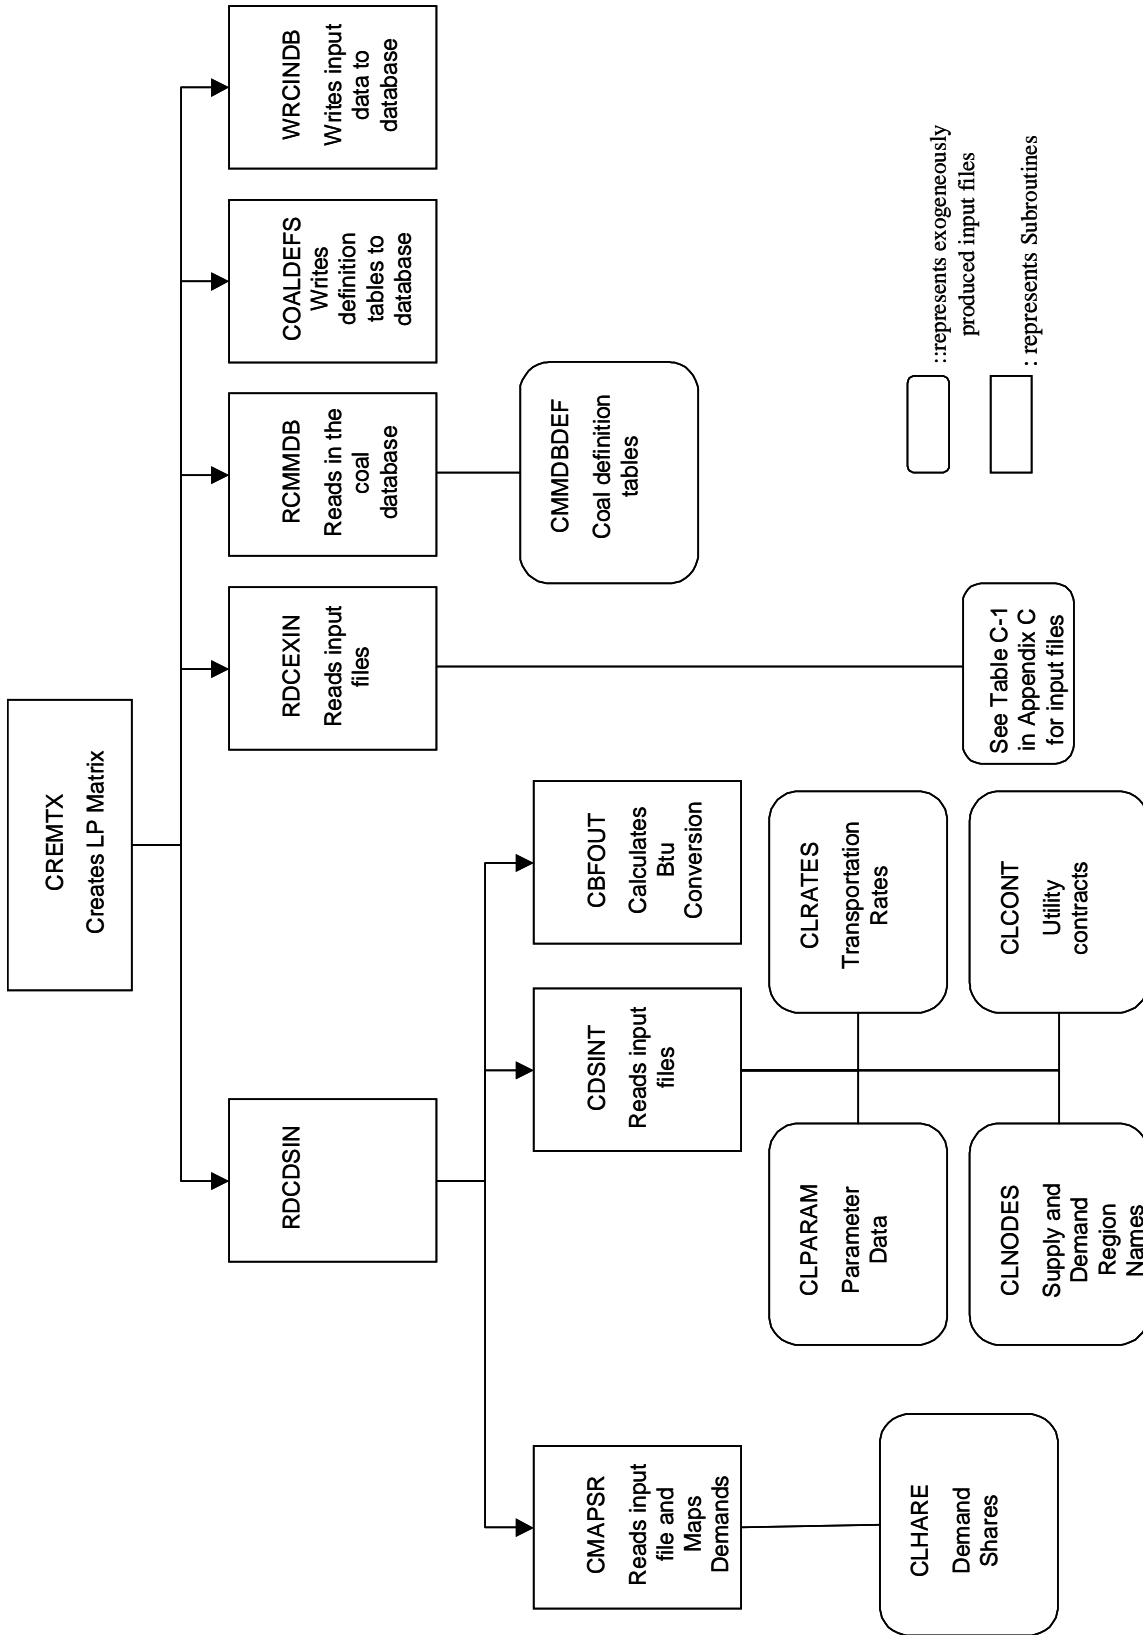 CREMTX
Creates LP Matrix
RDCDSIN
RDCEXIN
Reads input
files
RCMMDB
Reads in the
coal
database
COALDEFS
Writes
definition
tables to
database
WRCINDB
Writes input
data to
database
CMAPSR
Reads input
file and
Maps
Demands
CDSINT
Reads input
files
CBFOUT
Calculates
Btu
Conversion
CMMDBDEF
Coal definition
tables
CLHARE
Demand
Shares
CLPARAM
Parameter
Data
CLRATES
Transportation
Rates
CLNODES
Supply and
Demand
Region
Names
CLCONT
Utility
contracts
See Table C-1
in Appendix C
for input files
::represents exogeneously
produced input files
: represents Subroutines